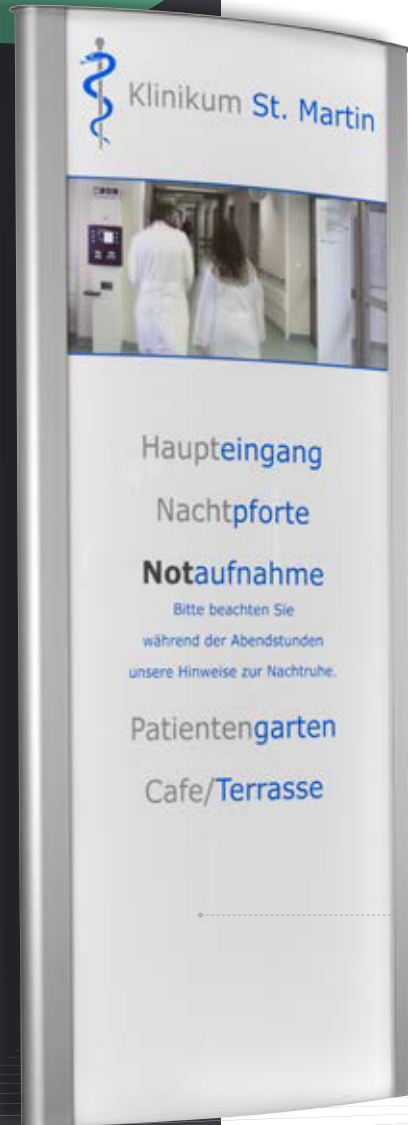 Klinikum St. Martin
Haupteingang
Nachtpforte
Notaufnahme
Bitte beachten Sie
während der Abendstunden
unsere Hinweise zur Nachtruhe.
Patientengarten
Cafe/Terrasse